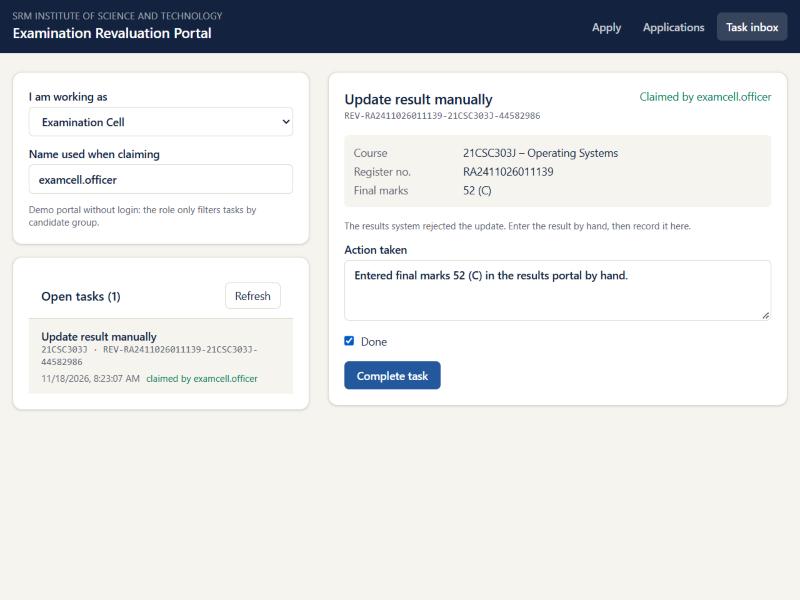 SRM INSTITUTE OF SCIENCE AND TECHNOLOGY
Examination Revaluation Portal
Apply
Applications
Task inbox
I am working as
Examination Cell
Name used when claiming
examcell.officer
Demo portal without login: the role only filters tasks by
candidate group.
Open tasks (1)
Refresh
Update result manually
21CSC303J · REV-RA2411026011139-21CSC303J-
44582986
11/18/2026, 8:23:07 AM claimed by examcell.officer
Update result manually
Claimed by examcell.officer
REV-RA2411026011139-21CSC303J-44582986
Course 21CSC303J – Operating Systems
Register no. RA2411026011139
Final marks 52 (C)
The results system rejected the update. Enter the result by hand, then record it here.
Action taken
Entered final marks 52 (C) in the results portal by hand.
Done
Complete task